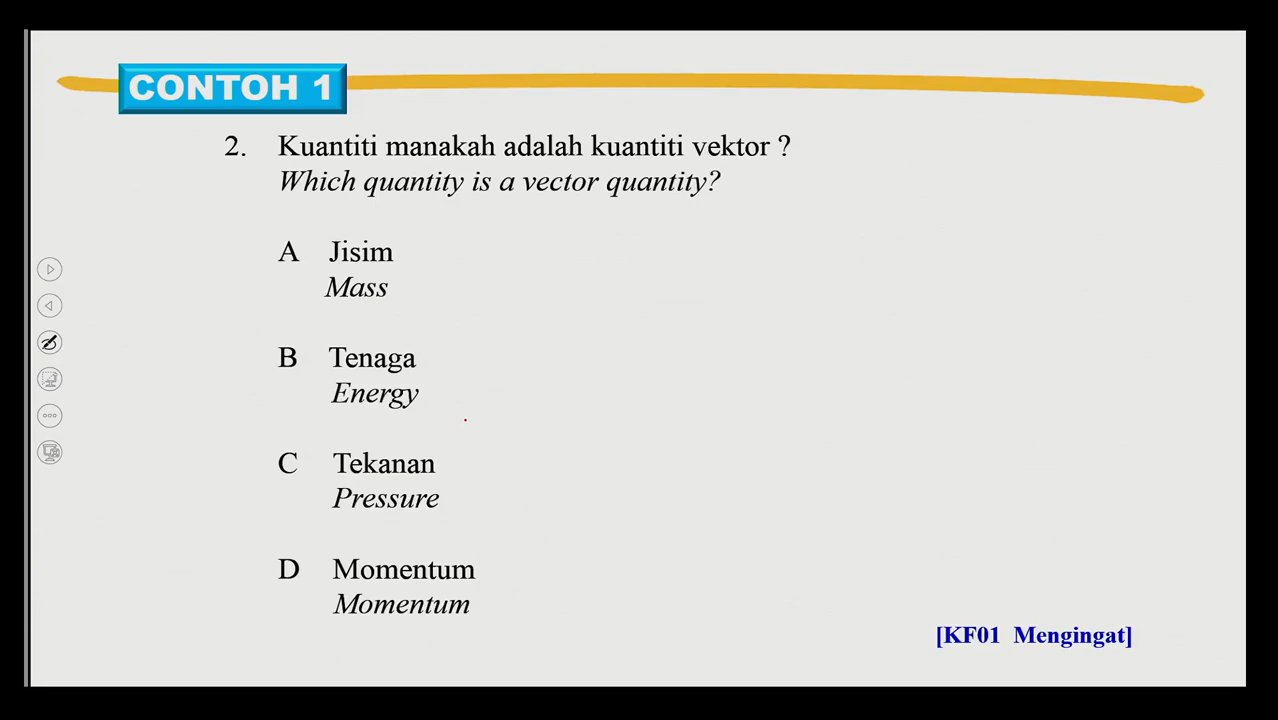 CONTOH 1
2. Kuantiti manakah adalah kuantiti vektor ?
Which quantity is a vector quantity?
A Jisim
Mass
B Tenaga
Energy
C Tekanan
Pressure
D Momentum
Momentum
[KF01 Mengingat]